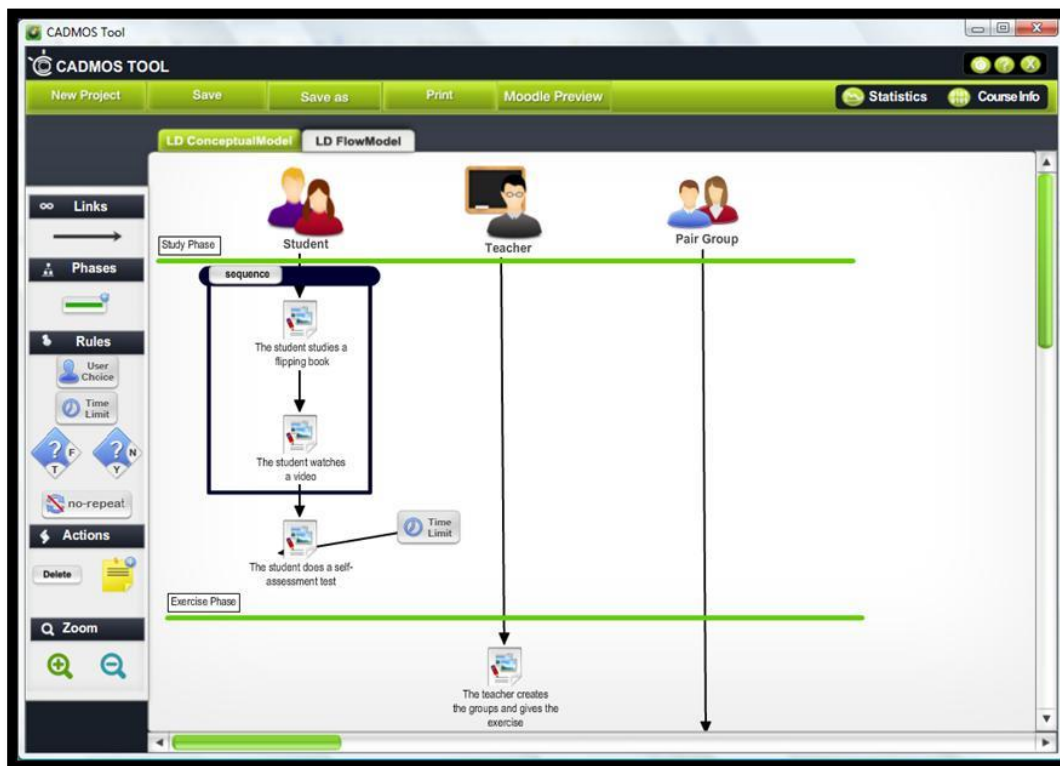 CADMOS Tool
CADMOS TOOL
New Project
Save
Save as
Print
Moodle Preview
Statistics
Course Info
LD ConceptualModel
LD FlowModel
Links
Phases
Rules
User
Choice
Time
Limit
? F
T
? N
Y
no-repeat
Actions
Delete
Zoom
Student
Teacher
Pair Group
Study Phase
sequence
The student studies a
flipping book
The student watches
a video
Time
Limit
The student does a self-
assessment test
Exercise Phase
The teacher creates
the groups and gives the
exercise